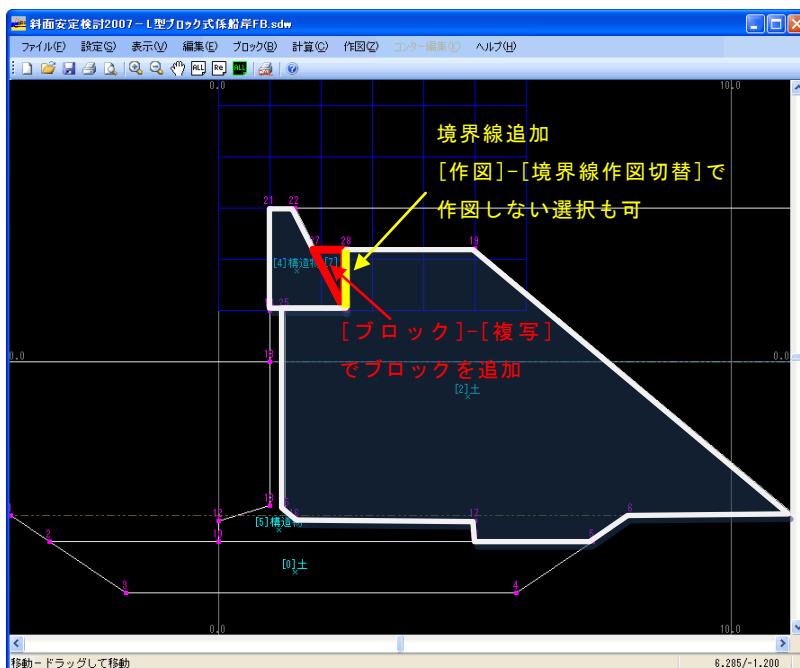 斜面安定検討2007－L型ブロック式係船岸FB.sdw
ファイル(F) 設定(S) 表示(V) 編集(E) ブロック(B) 計算(C) 作図(Z) コンター編集(K) ヘルプ(H)
ALL Re ALL
0.0 10.0
境界線追加
[作図]-[境界線作図切替]で
作図しない選択も可
21 22
28 19
[4]構造物 [7]
25
[ブロック]-[複写]
でブロックを追加
0.0 0.0
[2]土
12 17 6
[5]構造物
2 5
[0]土
3 4
0.0 10.0
移動－ドラッグして移動 6.285/-1.200